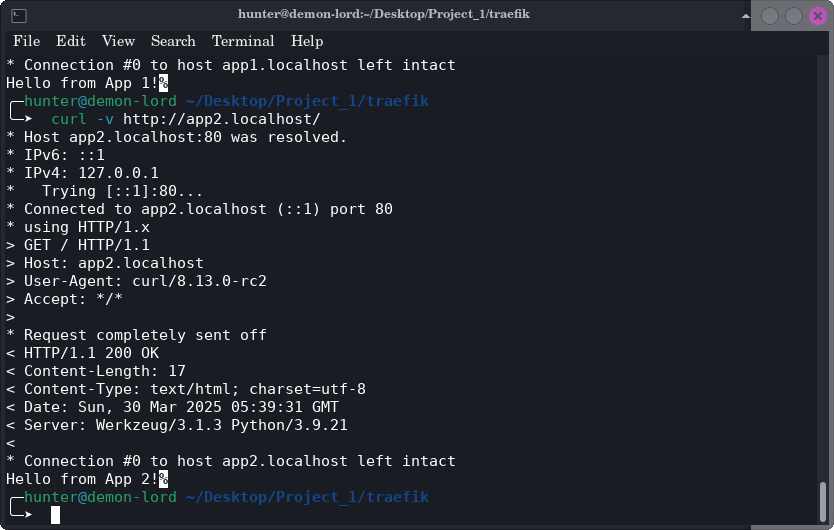 hunter@demon-lord:~/Desktop/Project_1/traefik
File Edit View Search Terminal Help
* Connection #0 to host app1.localhost left intact
Hello from App 1!%
╭─hunter@demon-lord ~/Desktop/Project_1/traefik
╰─➤  curl -v http://app2.localhost/
* Host app2.localhost:80 was resolved.
* IPv6: ::1
* IPv4: 127.0.0.1
*   Trying [::1]:80...
* Connected to app2.localhost (::1) port 80
* using HTTP/1.x
> GET / HTTP/1.1
> Host: app2.localhost
> User-Agent: curl/8.13.0-rc2
> Accept: */*
>
* Request completely sent off
< HTTP/1.1 200 OK
< Content-Length: 17
< Content-Type: text/html; charset=utf-8
< Date: Sun, 30 Mar 2025 05:39:31 GMT
< Server: Werkzeug/3.1.3 Python/3.9.21
<
* Connection #0 to host app2.localhost left intact
Hello from App 2!%
╭─hunter@demon-lord ~/Desktop/Project_1/traefik
╰─➤